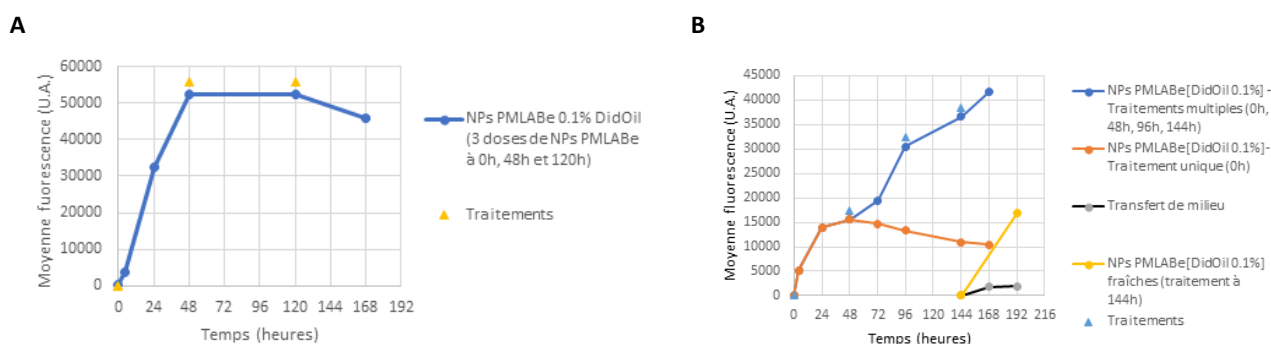 A
B
60000
50000
40000
30000
20000
10000
0
0 24 48 72 96 120 144 168 192
Moyenne fluorescence (U.A.)
Temps (heures)
NPs PMLABe 0.1% DidOil
(3 doses de NPs PMLABe
à 0h, 48h et 120h)
Traitements
45000
40000
35000
30000
25000
20000
15000
10000
5000
0
0 24 48 72 96 120 144 168 192 216
Moyenne fluorescence (U.A.)
Temps (heures)
NPs PMLABe[DidOil 0.1%] -
Traitements multiples (0h,
48h, 96h, 144h)
NPs PMLABe[DidOil 0.1%]-
Traitement unique (0h)
Transfert de milieu
NPs PMLABe[DidOil 0.1%]
fraîches (traitement à
144h)
Traitements